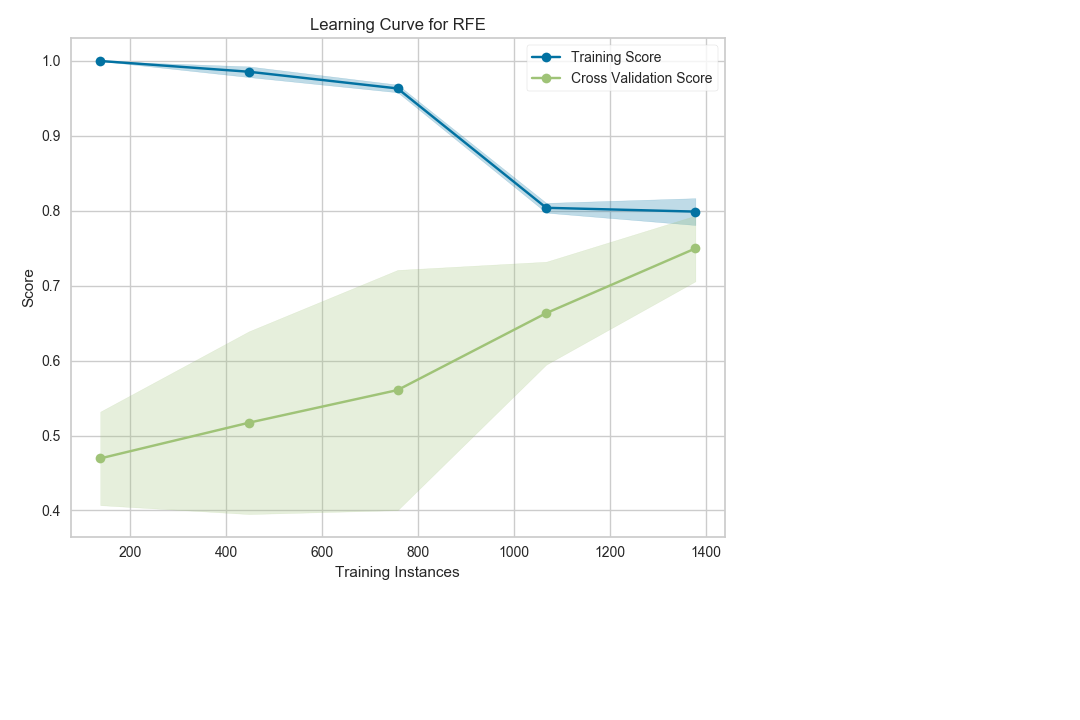 Learning Curve for RFE
Training Score
Cross Validation Score
1.0
0.9
0.8
0.7
0.6
0.5
0.4
Score
200 400 600 800 1000 1200 1400
Training Instances